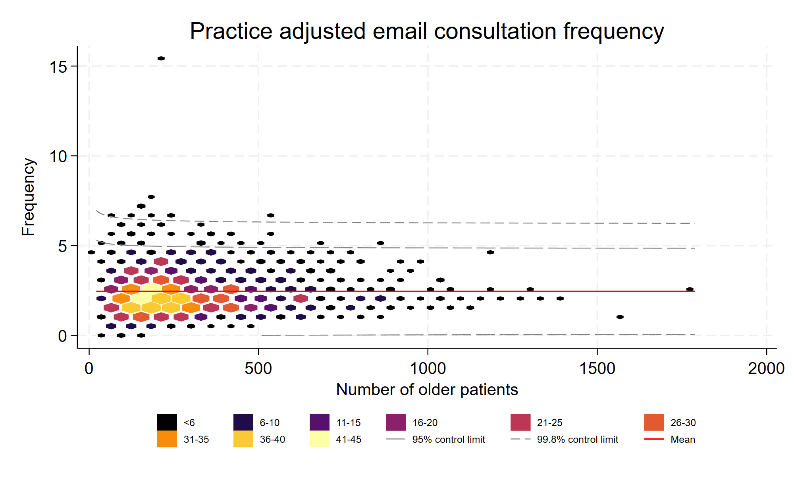 Practice adjusted email consultation frequency
15
10
5
0
Frequency
0 500 1000 1500 2000
Number of older patients
<6 6-10 11-15 16-20 21-25 26-30
31-35 36-40 41-45 95% control limit 99.8% control limit Mean